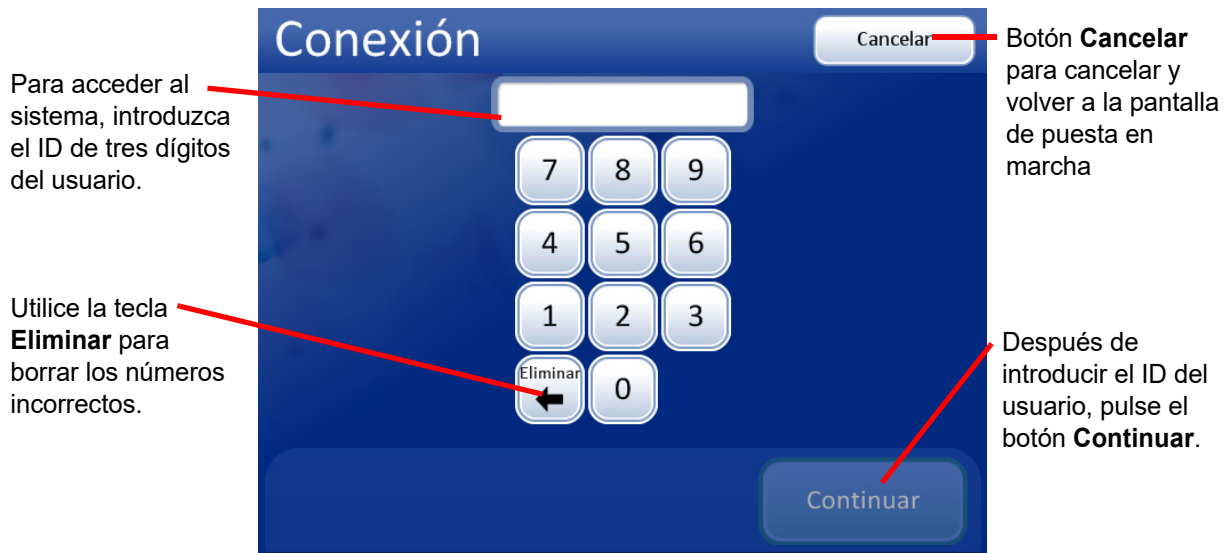 Conexión
Cancelar
Botón Cancelar
para cancelar y
volver a la pantalla
de puesta en
marcha
Para acceder al
sistema, introduzca
el ID de tres dígitos
del usuario.
7 8 9
4 5 6
1 2 3
Eliminar 0
Utilice la tecla
Eliminar para
borrar los números
incorrectos.
Después de
introducir el ID del
usuario, pulse el
botón Continuar.
Continuar